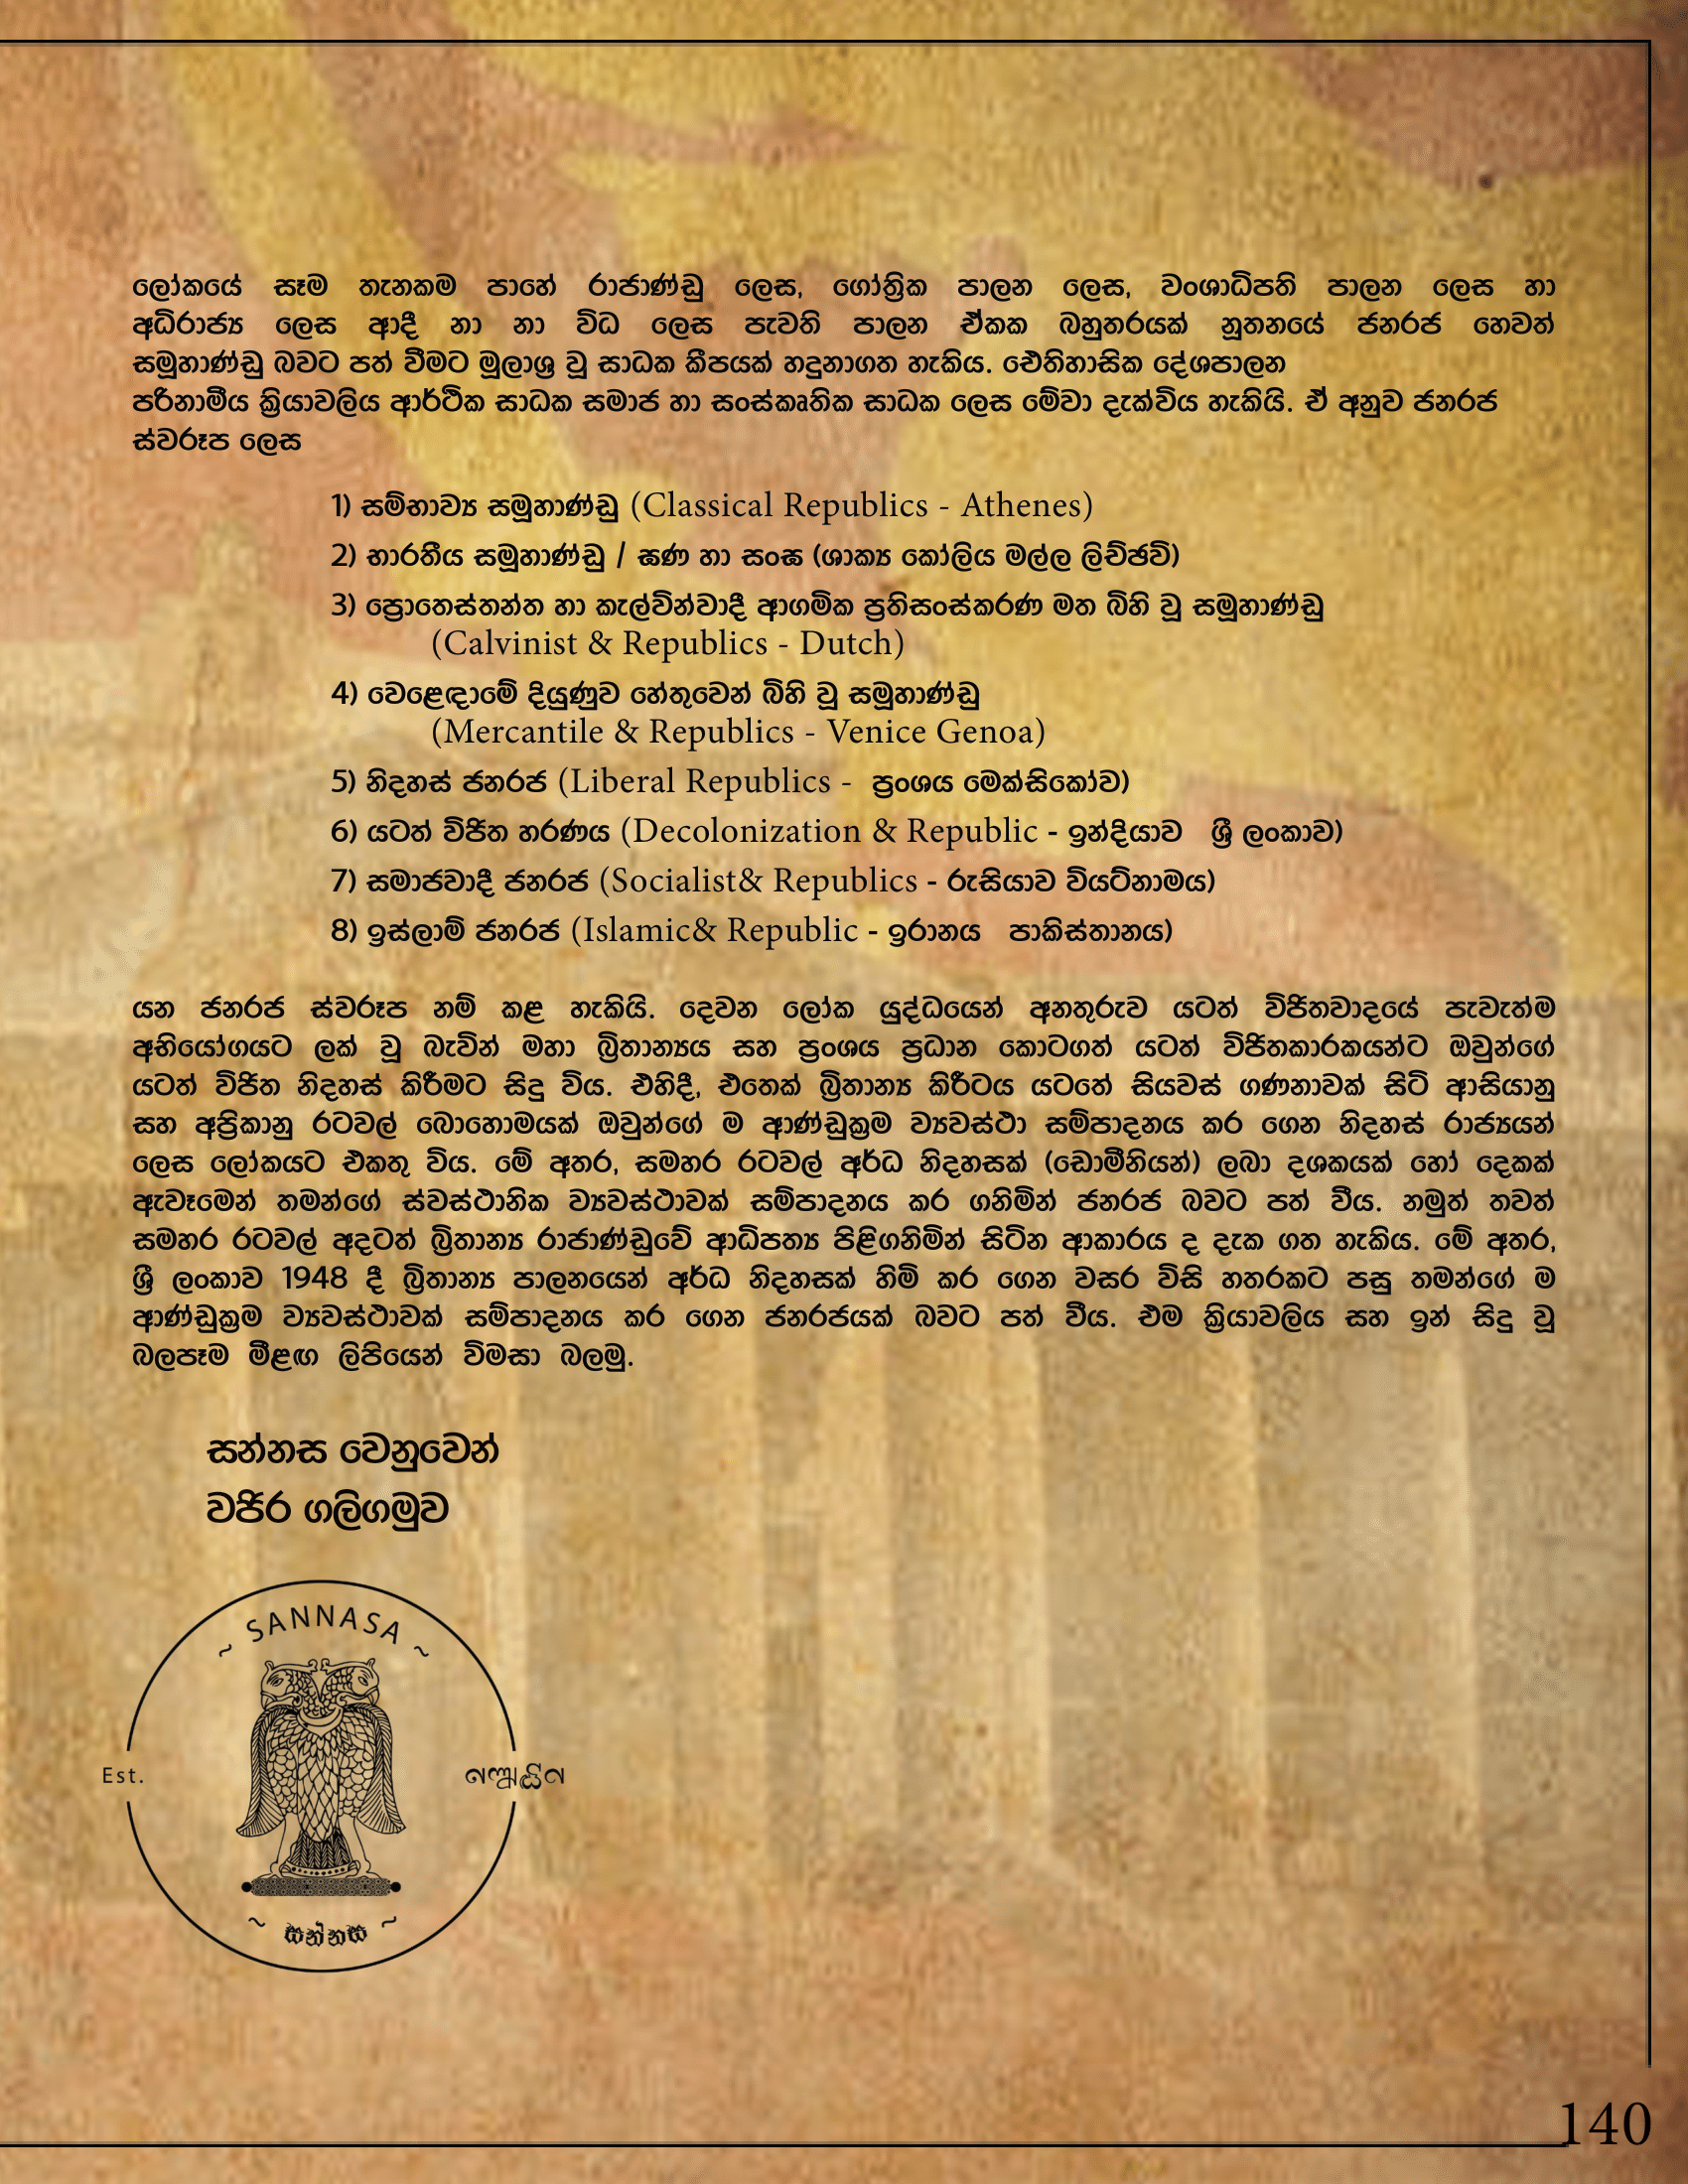 ලෝකයේ සෑම තැනකම පාහේ රාජාණ්ඩු ලෙස, ගෝත්‍රික පාලන ලෙස, වංශාධිපති පාලන ලෙස හා
අධිරාජ්‍ය ලෙස ආදී නා නා විධ ලෙස පැවති පාලන ඒකක බහුතරයක් නූතනයේ ජනරජ හෙවත්
සමූහාණ්ඩු බවට පත් වීමට මූලාශ්‍ර වූ සාධක කීපයක් හදුනාගත හැකිය. ඓතිහාසික දේශපාලන
පරිනාමීය ක්‍රියාවලිය ආර්ථික සාධක සමාජ හා සංස්කෘතික සාධක ලෙස මේවා දැක්විය හැකියි. ඒ අනුව ජනරජ
ස්වරූප ලෙස
1) සම්භාව්‍ය සමූහාණ්ඩු (Classical Republics - Athenes)
2) භාරතීය සමූහාණ්ඩු / ඝණ හා සංඝ (ශාක්‍ය කෝලිය මල්ල ලිච්ඡවි)
3) ප්‍රොතෙස්තන්ත හා කැල්වින්වාදී ආගමික ප්‍රතිසංස්කරණ මත බිහි වූ සමූහාණ්ඩු
(Calvinist & Republics - Dutch)
4) වෙළෙඳාමේ දියුණුව හේතුවෙන් බිහි වූ සමූහාණ්ඩු
(Mercantile & Republics - Venice Genoa)
5) නිදහස් ජනරජ (Liberal Republics - ප්‍රංශය මෙක්සිකෝව)
6) යටත් විජිත හරණය (Decolonization & Republic - ඉන්දියාව ශ්‍රී ලංකාව)
7) සමාජවාදී ජනරජ (Socialist& Republics - රුසියාව වියට්නාමය)
8) ඉස්ලාම් ජනරජ (Islamic& Republic - ඉරානය පාකිස්තානය)
යන ජනරජ ස්වරූප නම් කළ හැකියි. දෙවන ලෝක යුද්ධයෙන් අනතුරුව යටත් විජිතවාදයේ පැවැත්ම
අභියෝගයට ලක් වූ බැවින් මහා බ්‍රිතාන්‍යය සහ ප්‍රංශය ප්‍රධාන කොටගත් යටත් විජිතකාරකයන්ට ඔවුන්ගේ
යටත් විජිත නිදහස් කිරීමට සිදු විය. එහිදී, එතෙක් බ්‍රිතාන්‍ය කිරීටය යටතේ සියවස් ගණනාවක් සිටි ආසියානු
සහ අප්‍රිකානු රටවල් බොහොමයක් ඔවුන්ගේ ම ආණ්ඩුක්‍රම ව්‍යවස්ථා සම්පාදනය කර ගෙන නිදහස් රාජ්‍යයන්
ලෙස ලෝකයට එකතු විය. මේ අතර, සමහර රටවල් අර්ධ නිදහසක් (ඩොමීනියන්) ලබා දශකයක් හෝ දෙකක්
ඇවෑමෙන් තමන්ගේ ස්වස්ථානික ව්‍යවස්ථාවක් සම්පාදනය කර ගනිමින් ජනරජ බවට පත් වීය. නමුත් තවත්
සමහර රටවල් අදටත් බ්‍රිතාන්‍ය රාජාණ්ඩුවේ ආධිපත්‍ය පිළිගනිමින් සිටින ආකාරය ද දැක ගත හැකිය. මේ අතර,
ශ්‍රී ලංකාව 1948 දී බ්‍රිතාන්‍ය පාලනයෙන් අර්ධ නිදහසක් හිමි කර ගෙන වසර විසි හතරකට පසු තමන්ගේ ම
ආණ්ඩුක්‍රම ව්‍යවස්ථාවක් සම්පාදනය කර ගෙන ජනරජයක් බවට පත් වීය. එම ක්‍රියාවලිය සහ ඉන් සිදු වූ
බලපෑම මීළඟ ලිපියෙන් විමසා බලමු.
සන්නස වෙනුවෙන්
වජිර ගලිගමුව
~ SANNASA ~
Est.
~ සන්නස ~
140